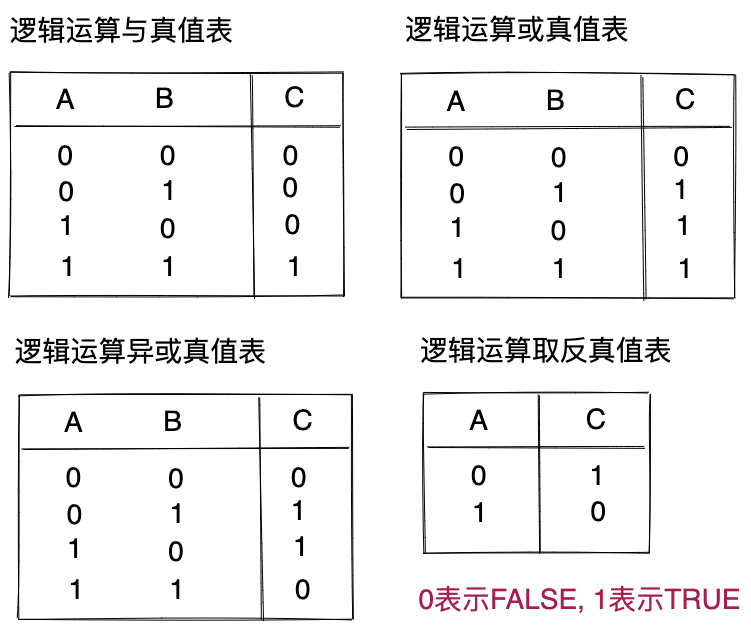 逻辑运算与真值表
A B C
0 0 0
0 1 0
1 0 0
1 1 1
逻辑运算或真值表
A B C
0 0 0
0 1 1
1 0 1
1 1 1
逻辑运算异或真值表
A B C
0 0 0
0 1 1
1 0 1
1 1 0
逻辑运算取反真值表
A C
0 1
1 0
0表示FALSE, 1表示TRUE